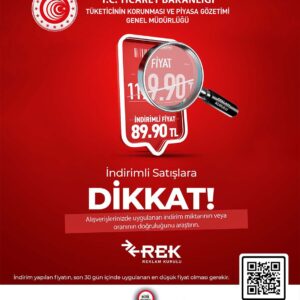 T.C. TİCARET BAKANLIĞI
TÜKETİCİNİN KORUNMASI VE PİYASA GÖZETİMİ
GENEL MÜDÜRLÜĞÜ
FİYAT
9.90
İNDİRİMLİ FİYAT
89.90 TL
İndirimli Satışlara
DİKKAT!
Alışverişlerinizde uygulanan indirim miktarının veya
oranının doğruluğunu araştırın.
REK
REKLAM KURULU
İndirim yapılan fiyatın, son 30 gün içinde uygulanan en düşük fiyat olması gerekir.